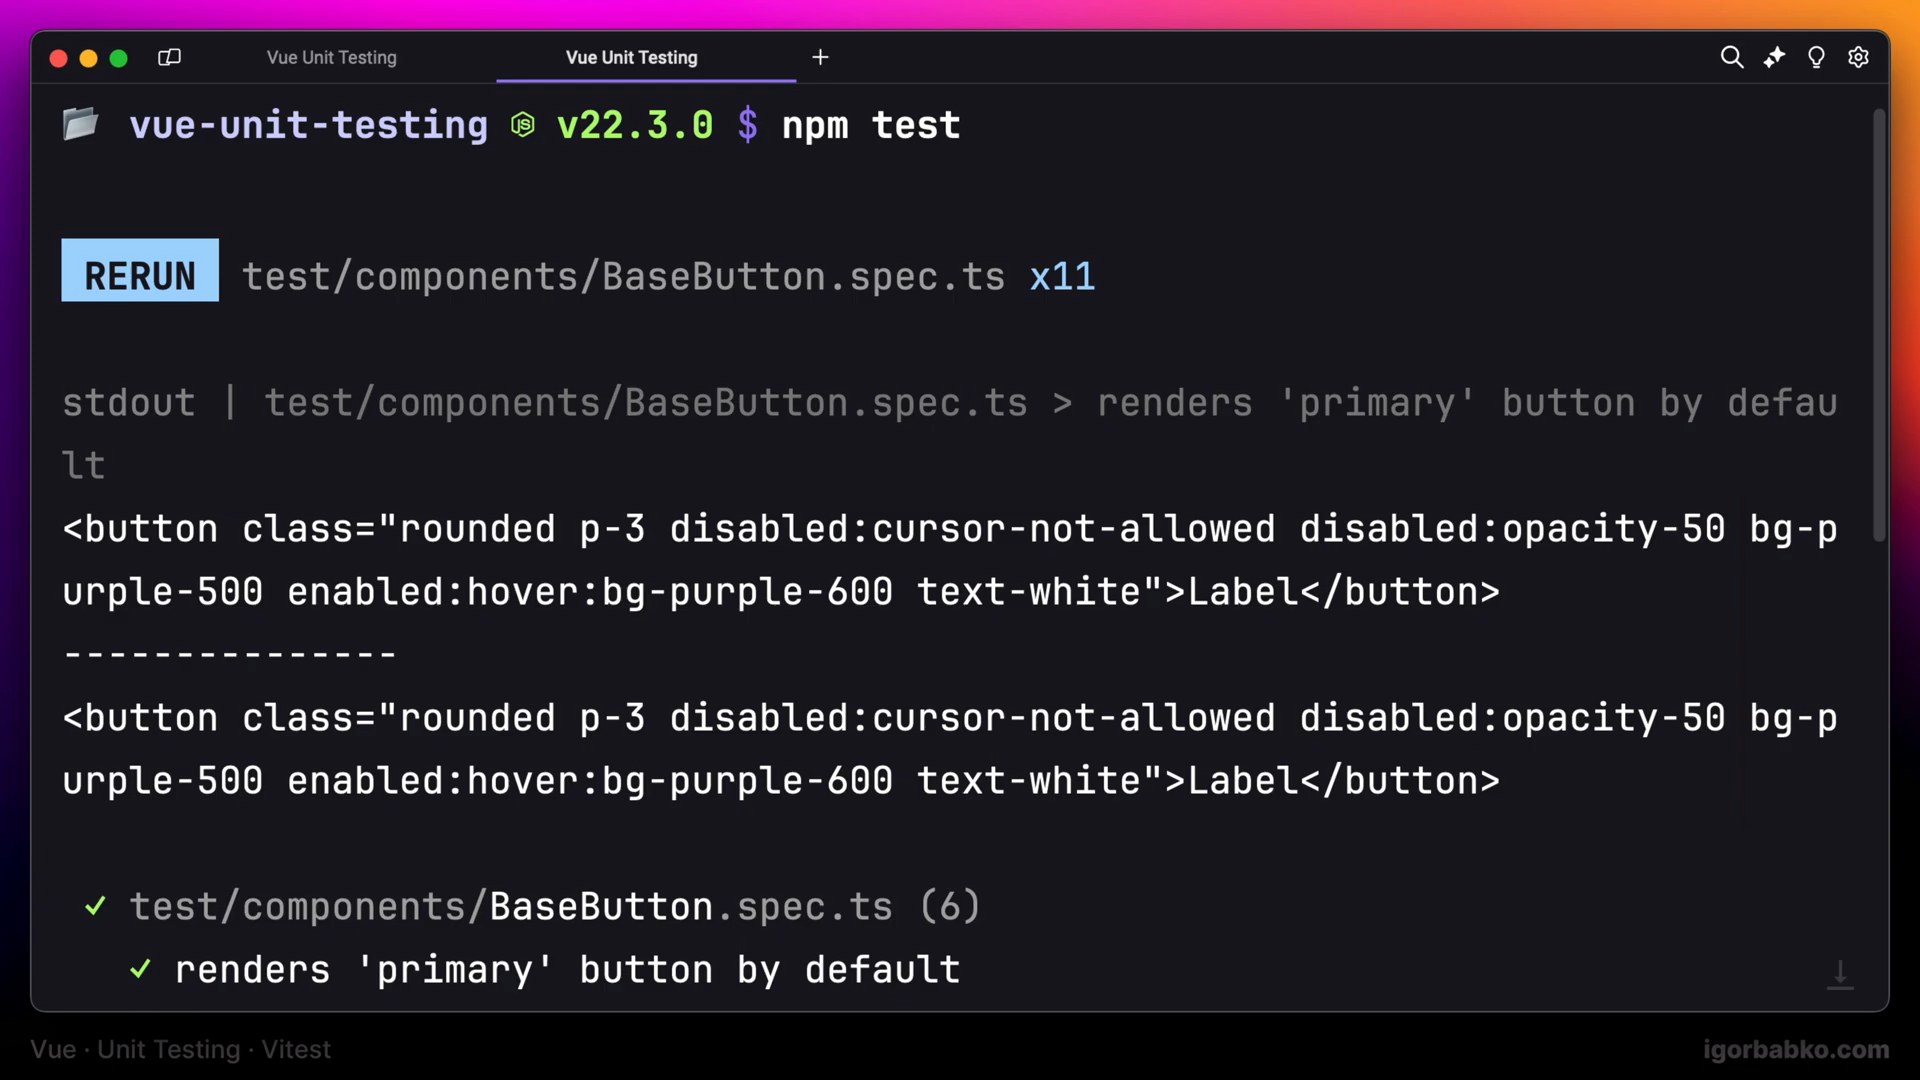 Vue Unit Testing
Vue Unit Testing
vue-unit-testing v22.3.0 $ npm test
RERUN test/components/BaseButton.spec.ts x11
stdout | test/components/BaseButton.spec.ts > renders 'primary' button by defau
lt
<button class="rounded p-3 disabled:cursor-not-allowed disabled:opacity-50 bg-p
urple-500 enabled:hover:bg-purple-600 text-white">Label</button>
---------------
<button class="rounded p-3 disabled:cursor-not-allowed disabled:opacity-50 bg-p
urple-500 enabled:hover:bg-purple-600 text-white">Label</button>
✓ test/components/BaseButton.spec.ts (6)
✓ renders 'primary' button by default
Vue · Unit Testing · Vitest
igorbabko.com